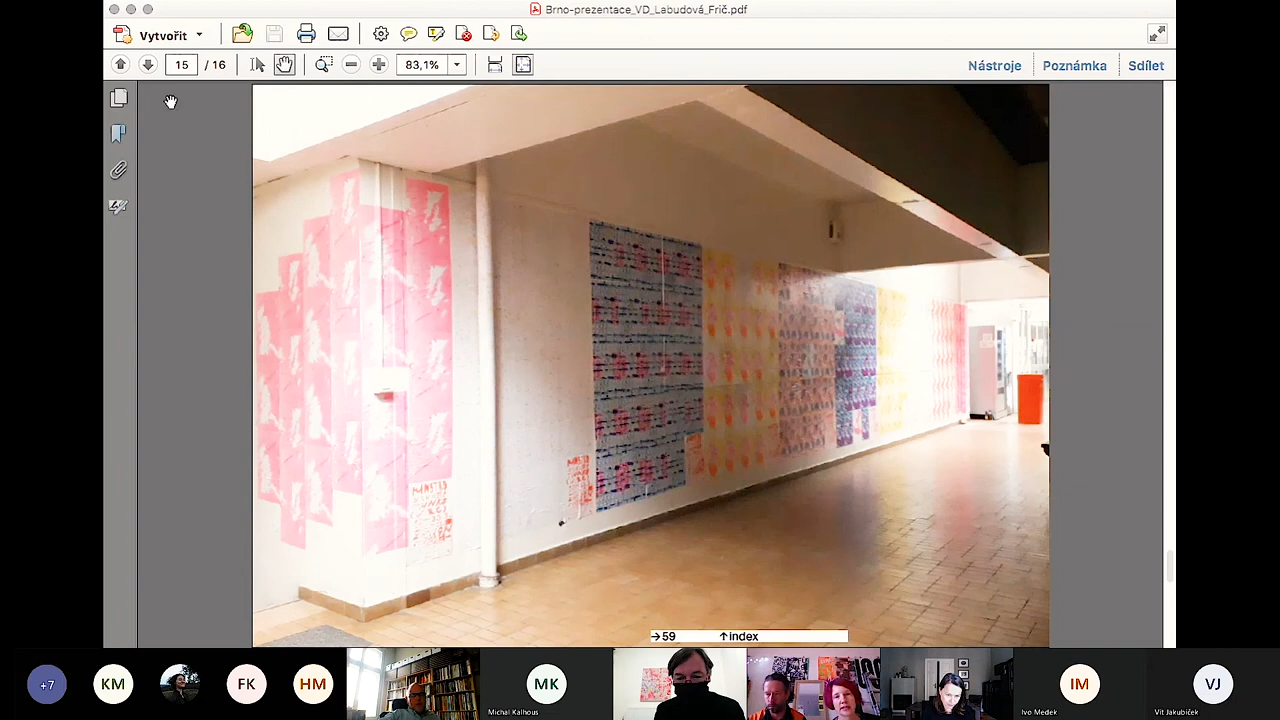 Brno-prezentace_VD_Labudová_Frič.pdf
Vytvořit
15 / 16
83,1%
Nástroje
Poznámka
Sdílet
→59
↑index
+7
KM
FK
HM
MK
IM
VJ
Michal Kalhous
Ivo Medek
Vít Jakubíček